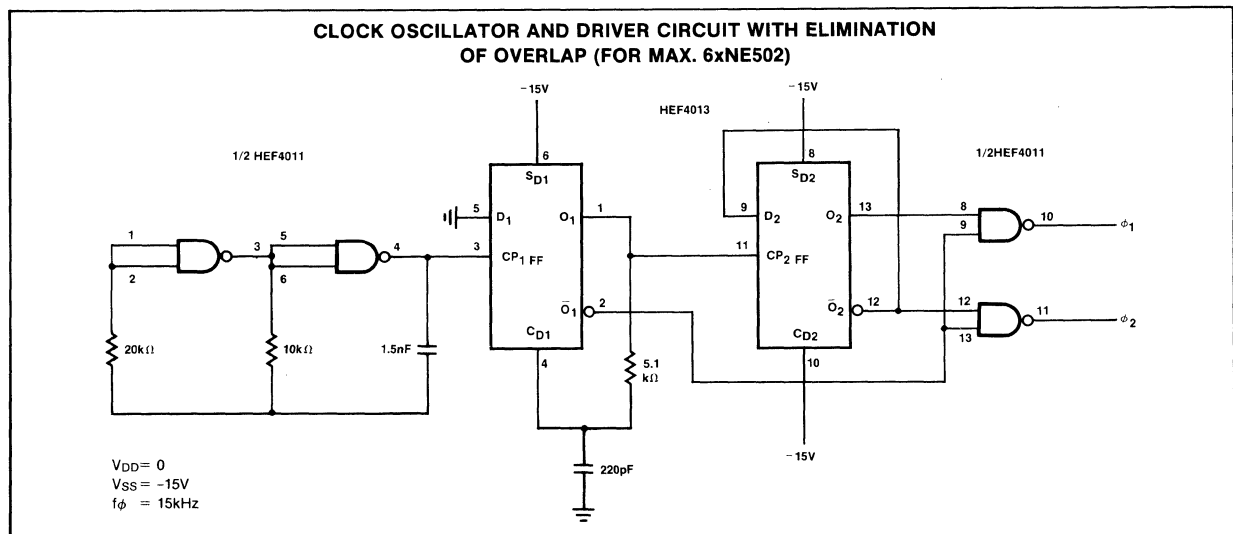 CLOCK OSCILLATOR AND DRIVER CIRCUIT WITH ELIMINATION
OF OVERLAP (FOR MAX. 6xNE502)
-15V
HEF4013
-15V
1/2 HEF4011
1/2HEF4011
6
SD1
8
SD2
5
D1
O1
1
9
D2
O2
13
8
9
10
ϕ1
1
2
3
5
6
4
3
CP1 FF
11
CP2 FF
Ō1
2
Ō2
12
12
13
11
ϕ2
CD1
4
CD2
10
20kΩ
10kΩ
1.5nF
5.1
kΩ
-15V
220pF
VDD= 0
VSS= -15V
fϕ = 15kHz